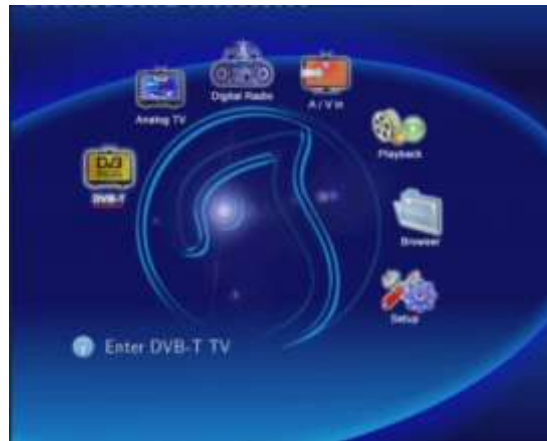 Analog TV
Digital Radio
A / V in
DVB-T
Playback
Browser
Setup
Enter DVB-T TV